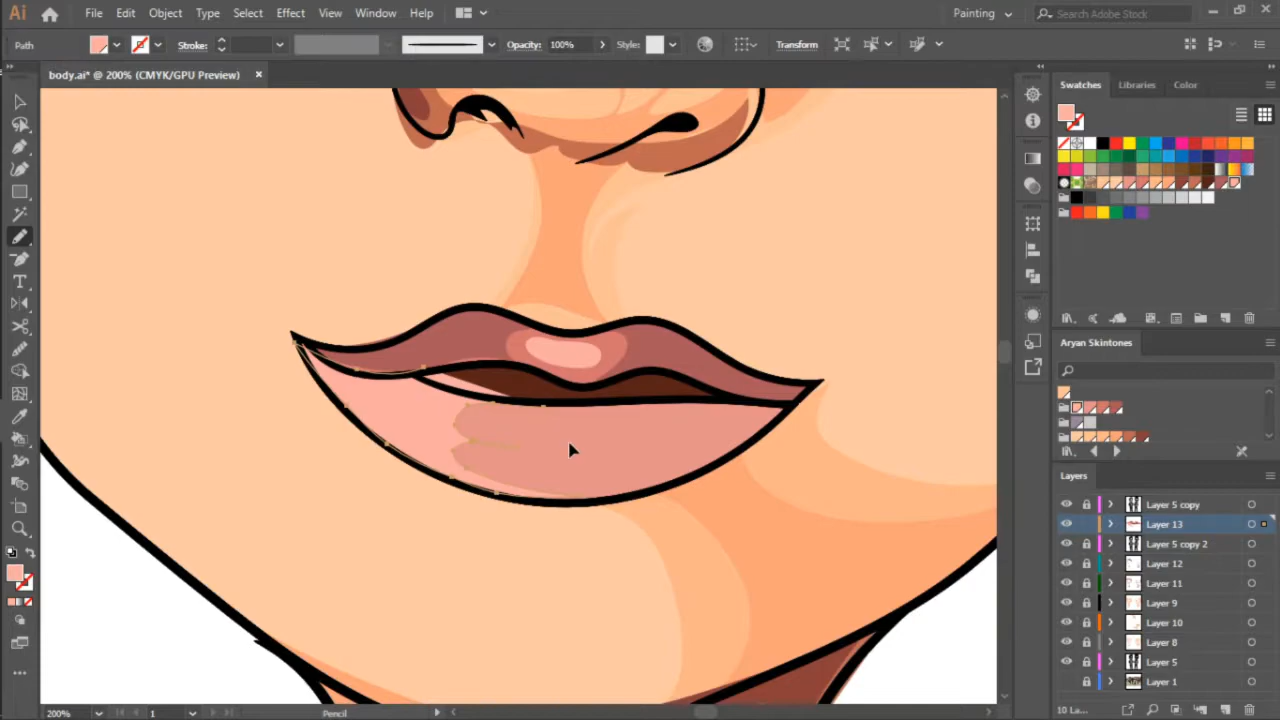 Ai File Edit Object Type Select Effect View Window Help Painting Search Adobe Stock
Path Stroke: Opacity: 100% Style: Transform
body.ai* @ 200% (CMYK/GPU Preview)
Swatches Libraries Color
Aryan Skintones
Layers
Layer 5 copy
Layer 13
Layer 5 copy 2
Layer 12
Layer 11
Layer 9
Layer 10
Layer 8
Layer 5
Layer 1
200% 1 Pencil
10 La...